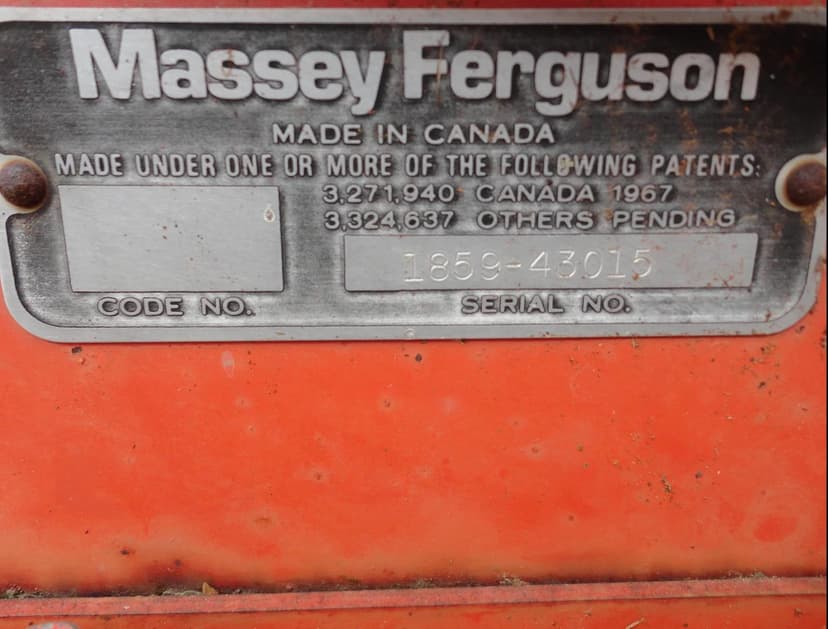 Massey Ferguson
MADE IN CANADA
MADE UNDER ONE OR MORE OF THE FOLLOWING PATENTS:
3,271,940 CANADA 1967
3,324,637 OTHERS PENDING
1859-43015
CODE NO. SERIAL NO.